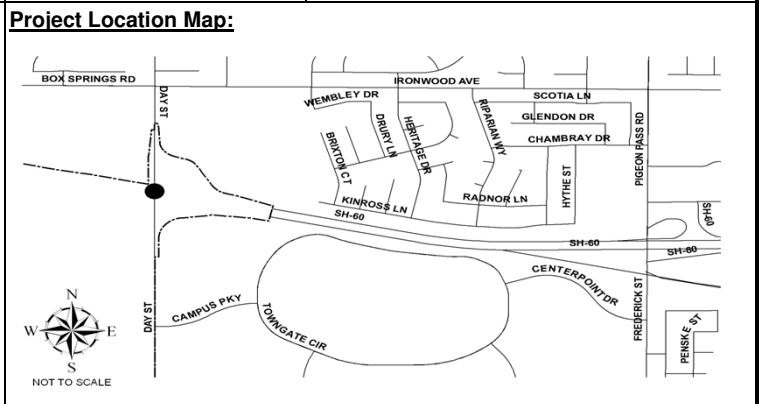 Project Location Map:
BOX SPRINGS RD
IRONWOOD AVE
DAY ST
WEMBLEY DR
SCOTIA LN
DRURY LN
HERITAGE DR
RIPARIAN WY
GLENDON DR
PIGEON PASS RD
BRIXTON CT
CHAMBRAY DR
HYTHE ST
KINROSS LN
RADNOR LN
SH-60
SH-60
SH-60
SH-60
CENTERPOINT DR
N
W
E
S
NOT TO SCALE
DAY ST
CAMPUS PKY
TOWNGATE CIR
FREDERICK ST
PENSKE ST